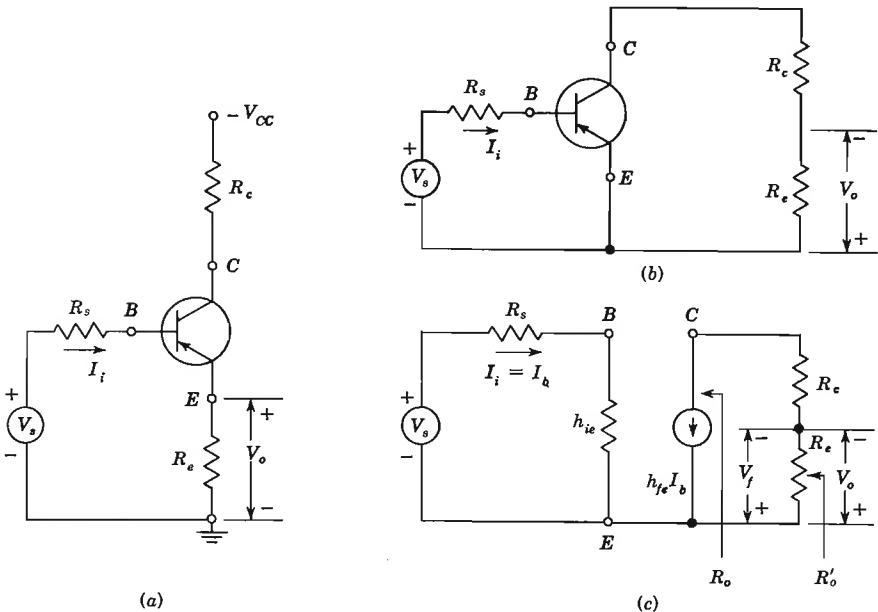 - V_CC
R_c
C
R_s
B
I_i
E
+
V_s
-
+
V_o
-
R_e
(a)
C
R_c
R_s
B
I_i
E
+
V_s
-
R_e
-
V_o
+
(b)
R_s
B
C
I_i = I_b
R_c
+
V_s
-
h_ie
h_fe I_b
-
V_f
+
R_e
-
V_o
+
E
R_o
R'_o
(c)